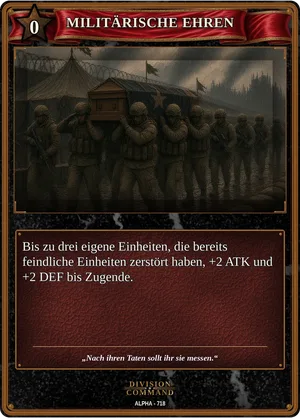 0
MILITÄRISCHE EHREN
Bis zu drei eigene Einheiten, die bereits
feindliche Einheiten zerstört haben, +2 ATK und
+2 DEF bis Zugende.
„Nach ihren Taten sollt ihr sie messen.“
DIVISION
COMMAND
ALPHA - 718